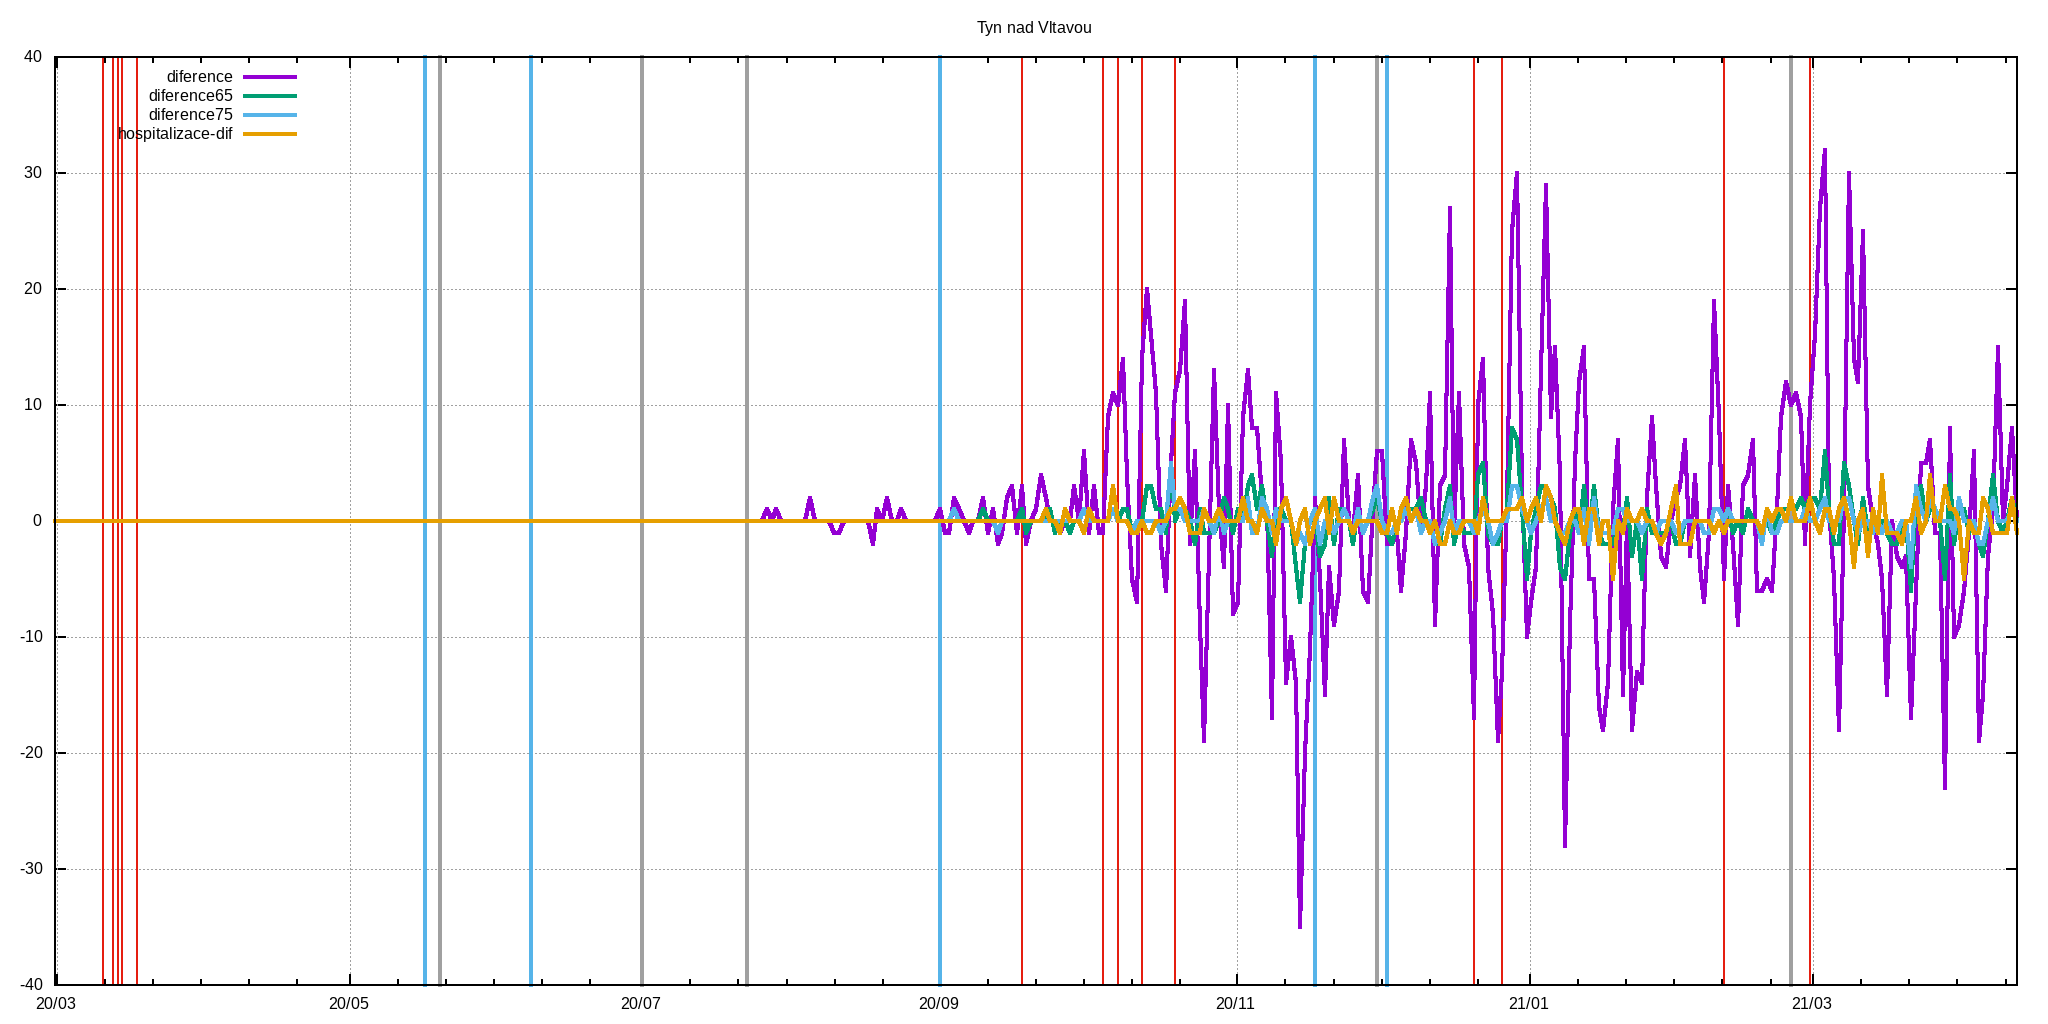 Tyn nad Vltavou
40
30
20
10
0
-10
-20
-30
-40
diference
diference65
diference75
hospitalizace-dif
20/03 20/05 20/07 20/09 20/11 21/01 21/03